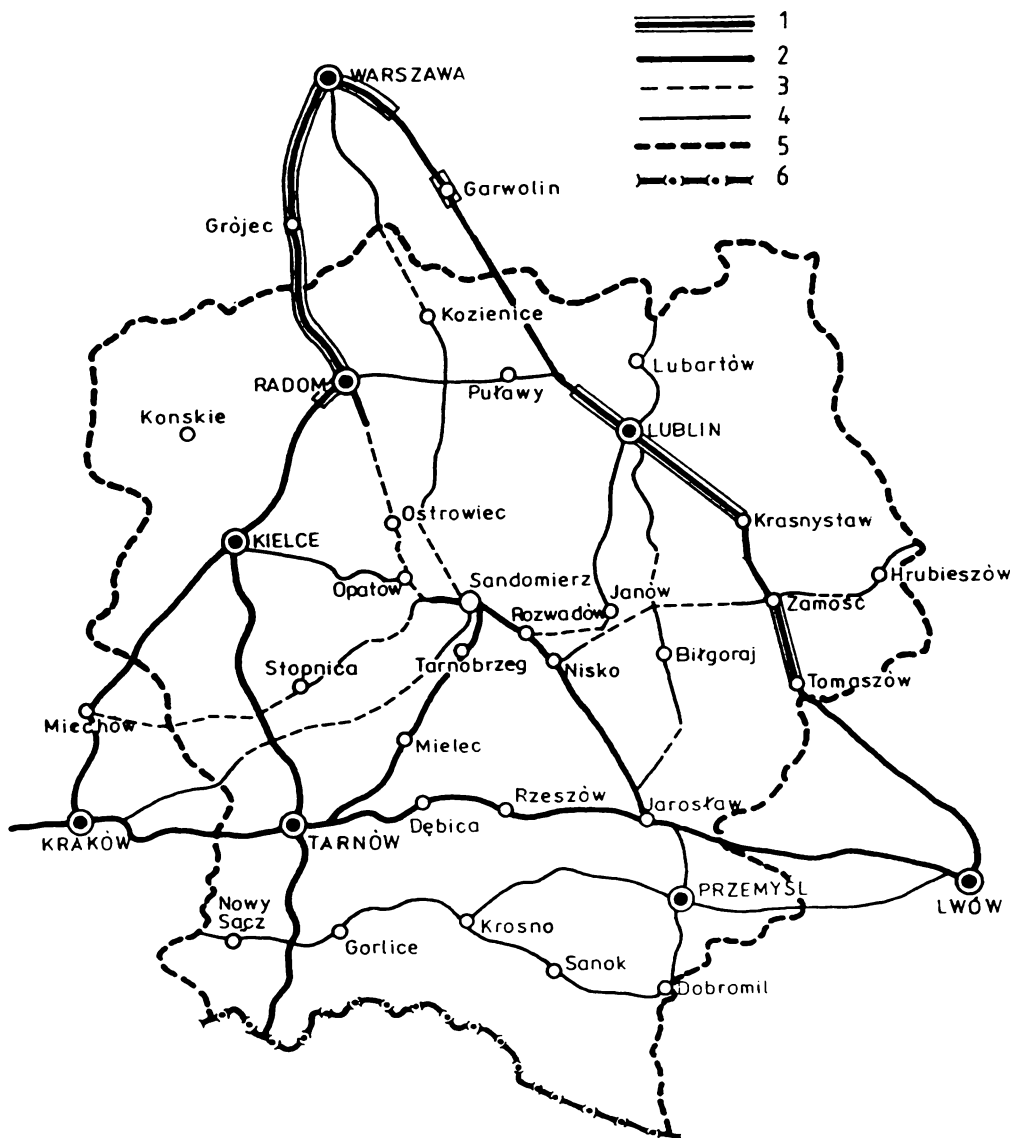 1
2
3
4
5
6
WARSZAWA
Garwolin
Grójec
Kozienice
Lubartów
RADOM
Puławy
Konskie
LUBLIN
Ostrowiec
Krasnystaw
KIELCE
Opatów
Sandomierz
Janów
Hrubieszów
Zamość
Rozwadów
Stopnica
Tarnobrzeg
Nisko
Biłgoraj
Tomaszów
Miechów
Mielec
Rzeszów
Jarosław
Dębica
KRAKÓW
TARNÓW
PRZEMYŚL
LWÓW
Nowy
Sącz
Gorlice
Krosno
Sanok
Dobromil